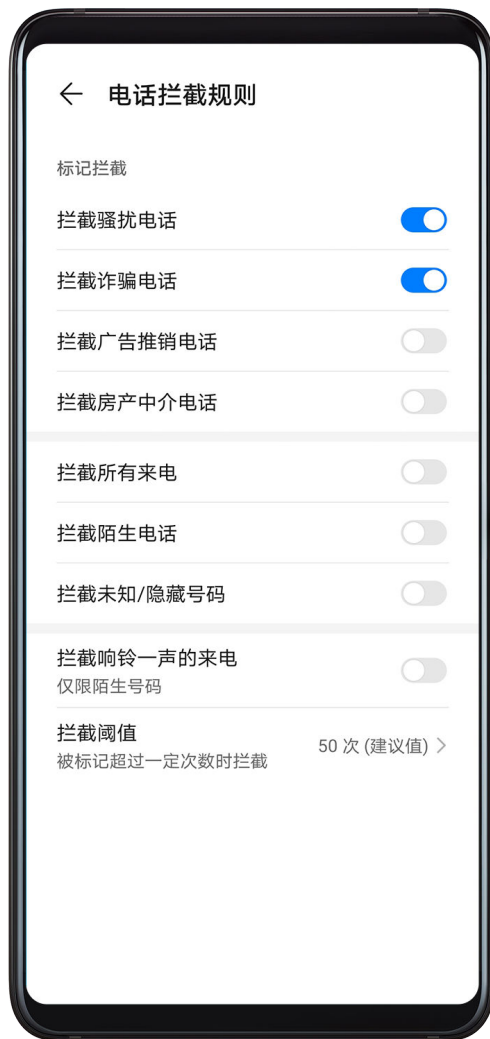 电话拦截规则
标记拦截
拦截骚扰电话
拦截诈骗电话
拦截广告推销电话
拦截房产中介电话
拦截所有来电
拦截陌生电话
拦截未知/隐藏号码
拦截响铃一声的来电
仅限陌生号码
拦截阈值
被标记超过一定次数时拦截
50 次 (建议值)